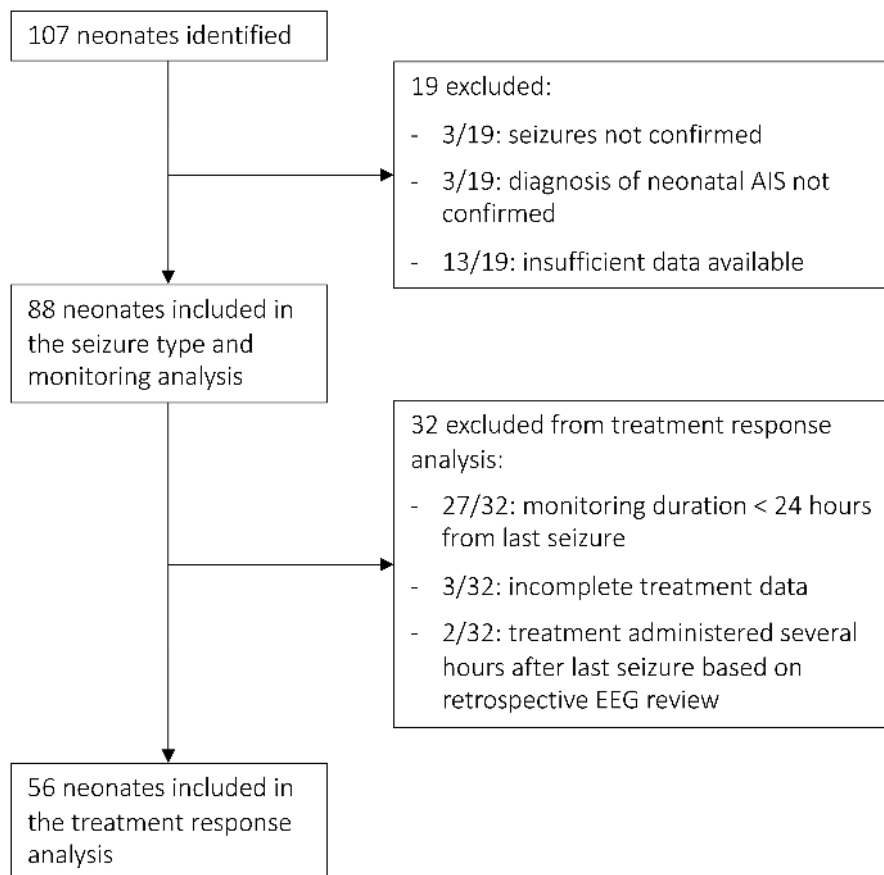 107 neonates identified
19 excluded:
- 3/19: seizures not confirmed
- 3/19: diagnosis of neonatal AIS not
confirmed
- 13/19: insufficient data available
88 neonates included in
the seizure type and
monitoring analysis
32 excluded from treatment response
analysis:
- 27/32: monitoring duration < 24 hours
from last seizure
- 3/32: incomplete treatment data
- 2/32: treatment administered several
hours after last seizure based on
retrospective EEG review
56 neonates included in
the treatment response
analysis